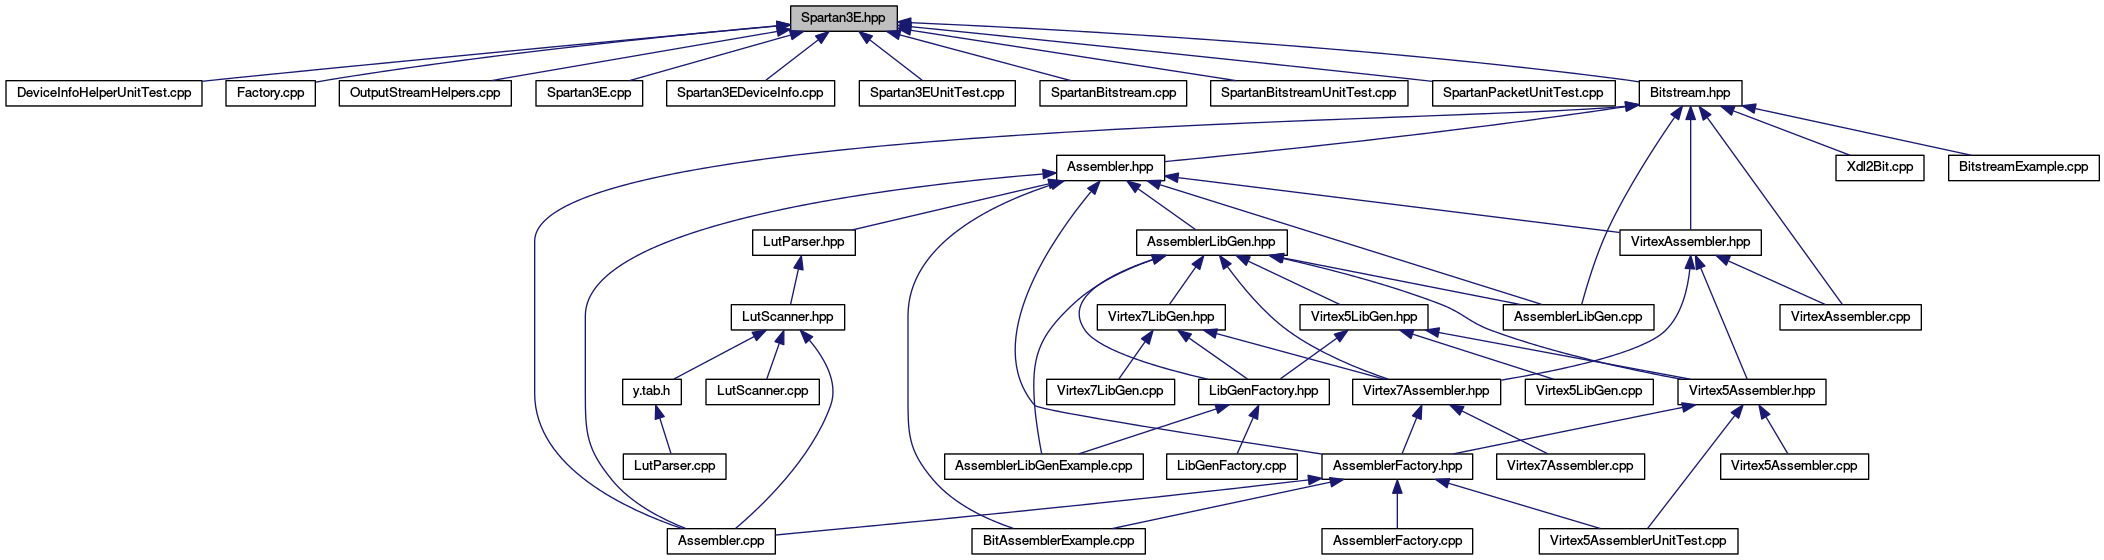 Spartan3E.hpp
DeviceInfoHelperUnitTest.cpp
Factory.cpp
OutputStreamHelpers.cpp
Spartan3E.cpp
Spartan3EDeviceInfo.cpp
Spartan3EUnitTest.cpp
SpartanBitstream.cpp
SpartanBitstreamUnitTest.cpp
SpartanPacketUnitTest.cpp
Bitstream.hpp
Assembler.hpp
Xdl2Bit.cpp
BitstreamExample.cpp
LutParser.hpp
AssemblerLibGen.hpp
VirtexAssembler.hpp
LutScanner.hpp
Virtex7LibGen.hpp
Virtex5LibGen.hpp
AssemblerLibGen.cpp
VirtexAssembler.cpp
y.tab.h
LutScanner.cpp
Virtex7LibGen.cpp
LibGenFactory.hpp
Virtex7Assembler.hpp
Virtex5LibGen.cpp
Virtex5Assembler.hpp
LutParser.cpp
AssemblerLibGenExample.cpp
LibGenFactory.cpp
AssemblerFactory.hpp
Virtex7Assembler.cpp
Virtex5Assembler.cpp
Assembler.cpp
BitAssemblerExample.cpp
AssemblerFactory.cpp
Virtex5AssemblerUnitTest.cpp